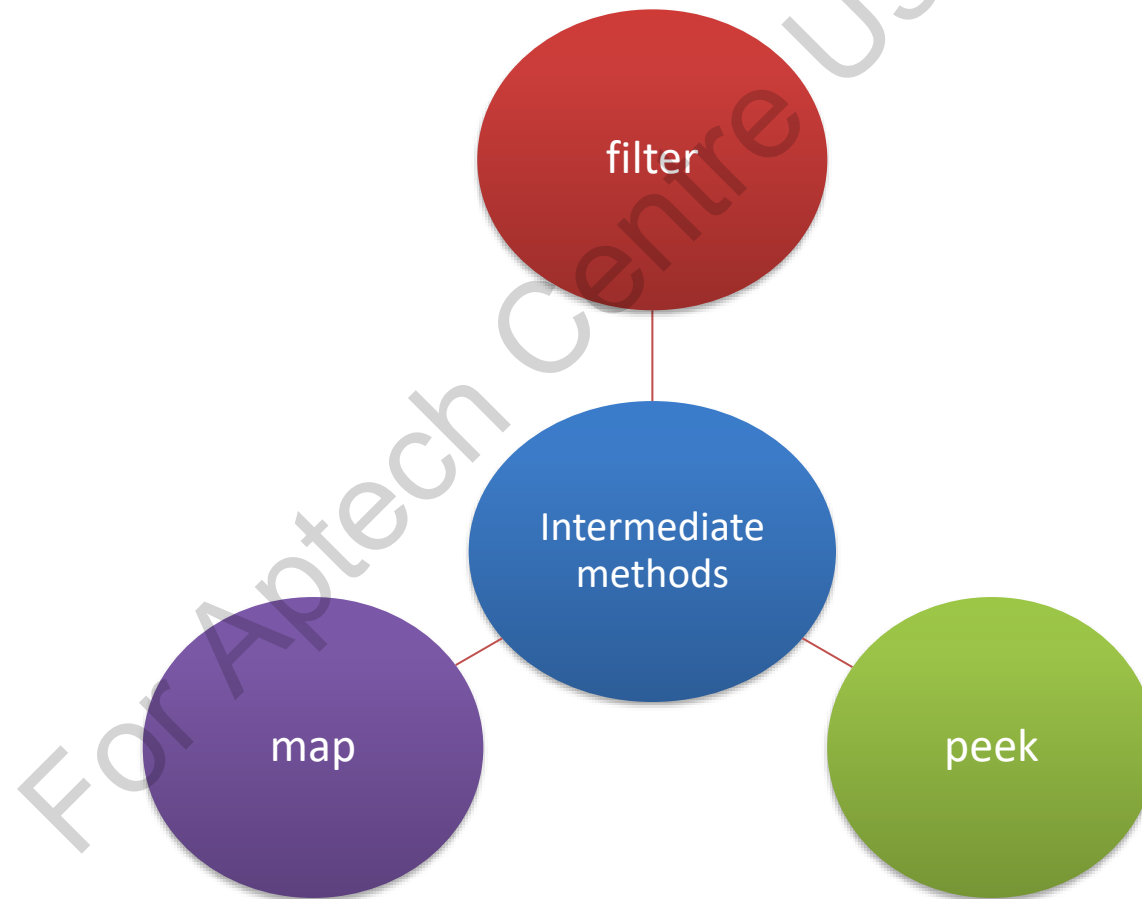 filter
Intermediate
methods
map
peek
For Aptech Centre